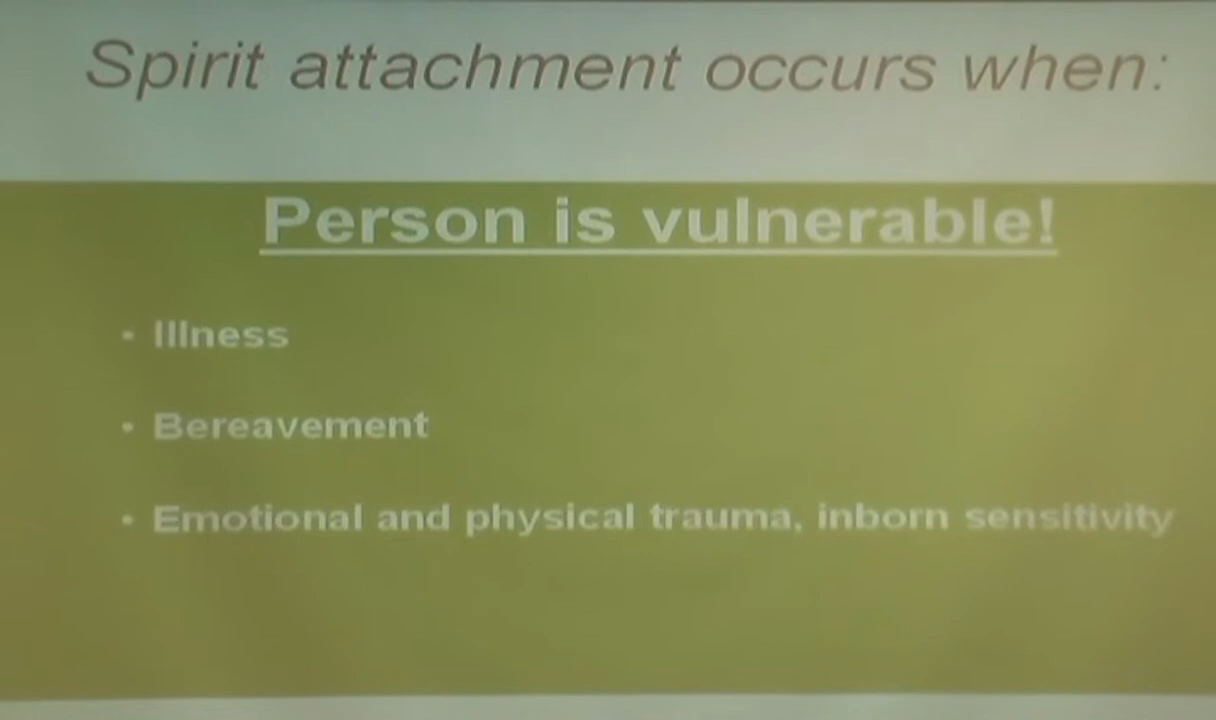 Spirit attachment occurs when:
Person is vulnerable!
• Illness
• Bereavement
• Emotional and physical trauma, inborn sensitivity